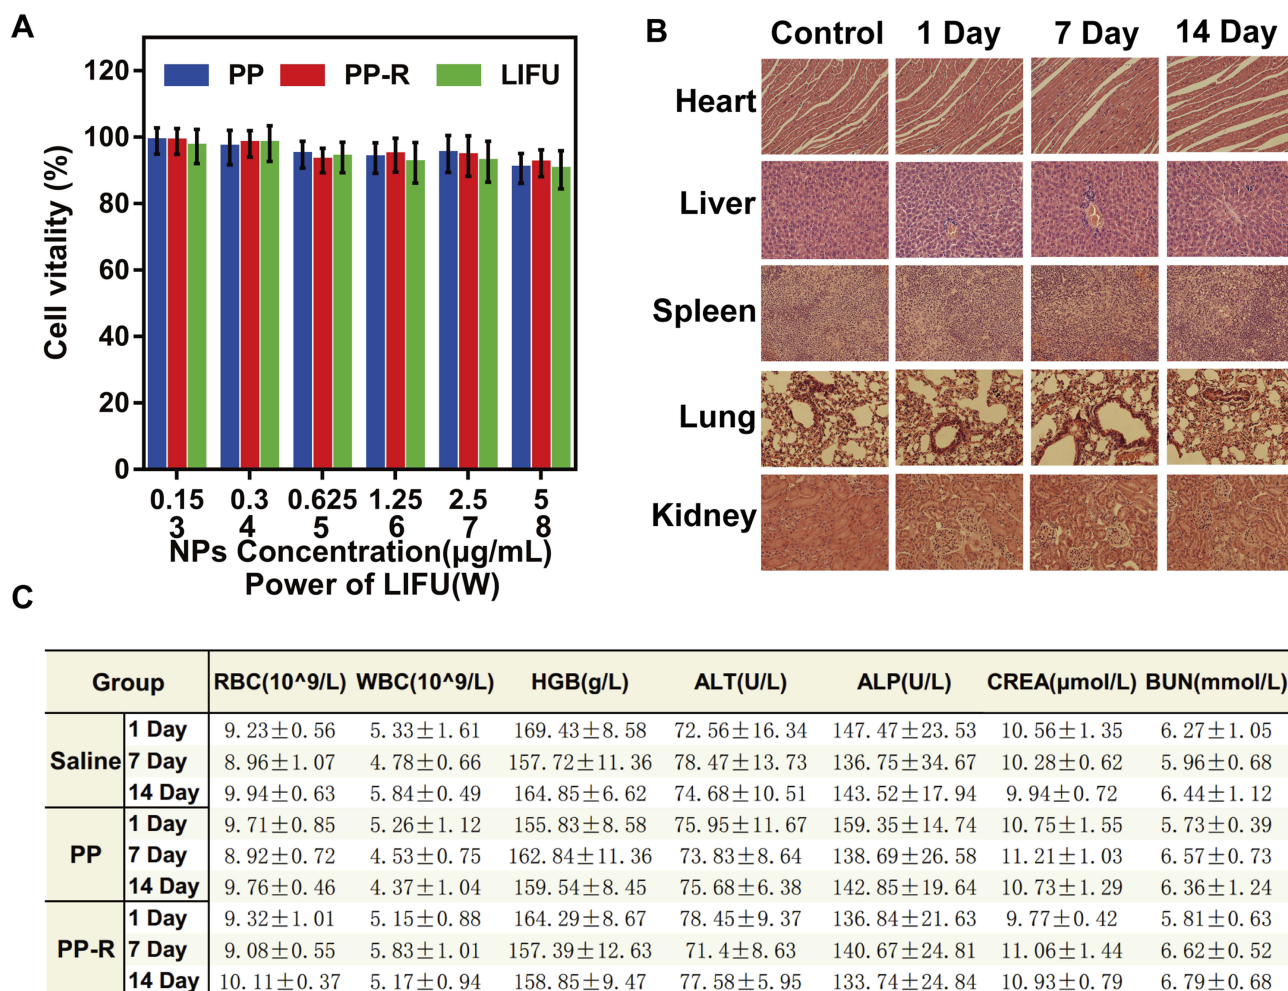 A
120
100
80
60
40
20
0
Cell vitality (%)
PP PP-R LIFU
0.15 0.3 0.625 1.25 2.5 5
3 4 5 6 7 8
NPs Concentration(μg/mL)
Power of LIFU(W)
B
Control 1 Day 7 Day 14 Day
Heart
Liver
Spleen
Lung
Kidney
C
Group RBC(10^9/L) WBC(10^9/L) HGB(g/L) ALT(U/L) ALP(U/L) CREA(μmol/L) BUN(mmol/L)
Saline 1 Day 9.23±0.56 5.33±1.61 169.43±8.58 72.56±16.34 147.47±23.53 10.56±1.35 6.27±1.05
7 Day 8.96±1.07 4.78±0.66 157.72±11.36 78.47±13.73 136.75±34.67 10.28±0.62 5.96±0.68
14 Day 9.94±0.63 5.84±0.49 164.85±6.62 74.68±10.51 143.52±17.94 9.94±0.72 6.44±1.12
PP 1 Day 9.71±0.85 5.26±1.12 155.83±8.58 75.95±11.67 159.35±14.74 10.75±1.55 5.73±0.39
7 Day 8.92±0.72 4.53±0.75 162.84±11.36 73.83±8.64 138.69±26.58 11.21±1.03 6.57±0.73
14 Day 9.76±0.46 4.37±1.04 159.54±8.45 75.68±6.38 142.85±19.64 10.73±1.29 6.36±1.24
PP-R 1 Day 9.32±1.01 5.15±0.88 164.29±8.67 78.45±9.37 136.84±21.63 9.77±0.42 5.81±0.63
7 Day 9.08±0.55 5.83±1.01 157.39±12.63 71.4±8.63 140.67±24.81 11.06±1.44 6.62±0.52
14 Day 10.11±0.37 5.17±0.94 158.85±9.47 77.58±5.95 133.74±24.84 10.93±0.79 6.79±0.68